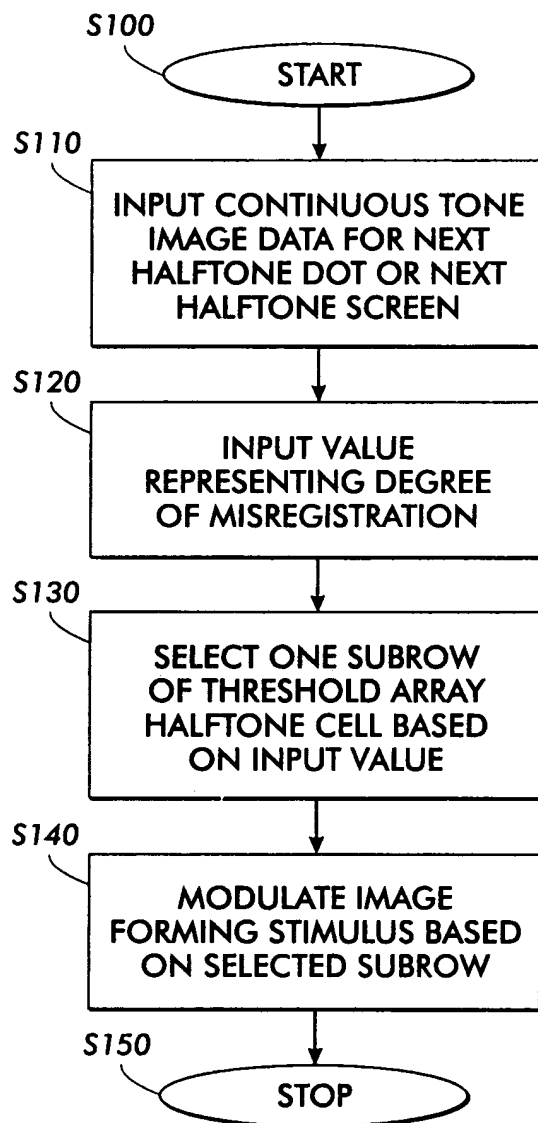 S100
START
S110
INPUT CONTINUOUS TONE
IMAGE DATA FOR NEXT
HALFTONE DOT OR NEXT
HALFTONE SCREEN
S120
INPUT VALUE
REPRESENTING DEGREE
OF MISREGISTRATION
S130
SELECT ONE SUBROW
OF THRESHOLD ARRAY
HALFTONE CELL BASED
ON INPUT VALUE
S140
MODULATE IMAGE
FORMING STIMULUS BASED
ON SELECTED SUBROW
S150
STOP